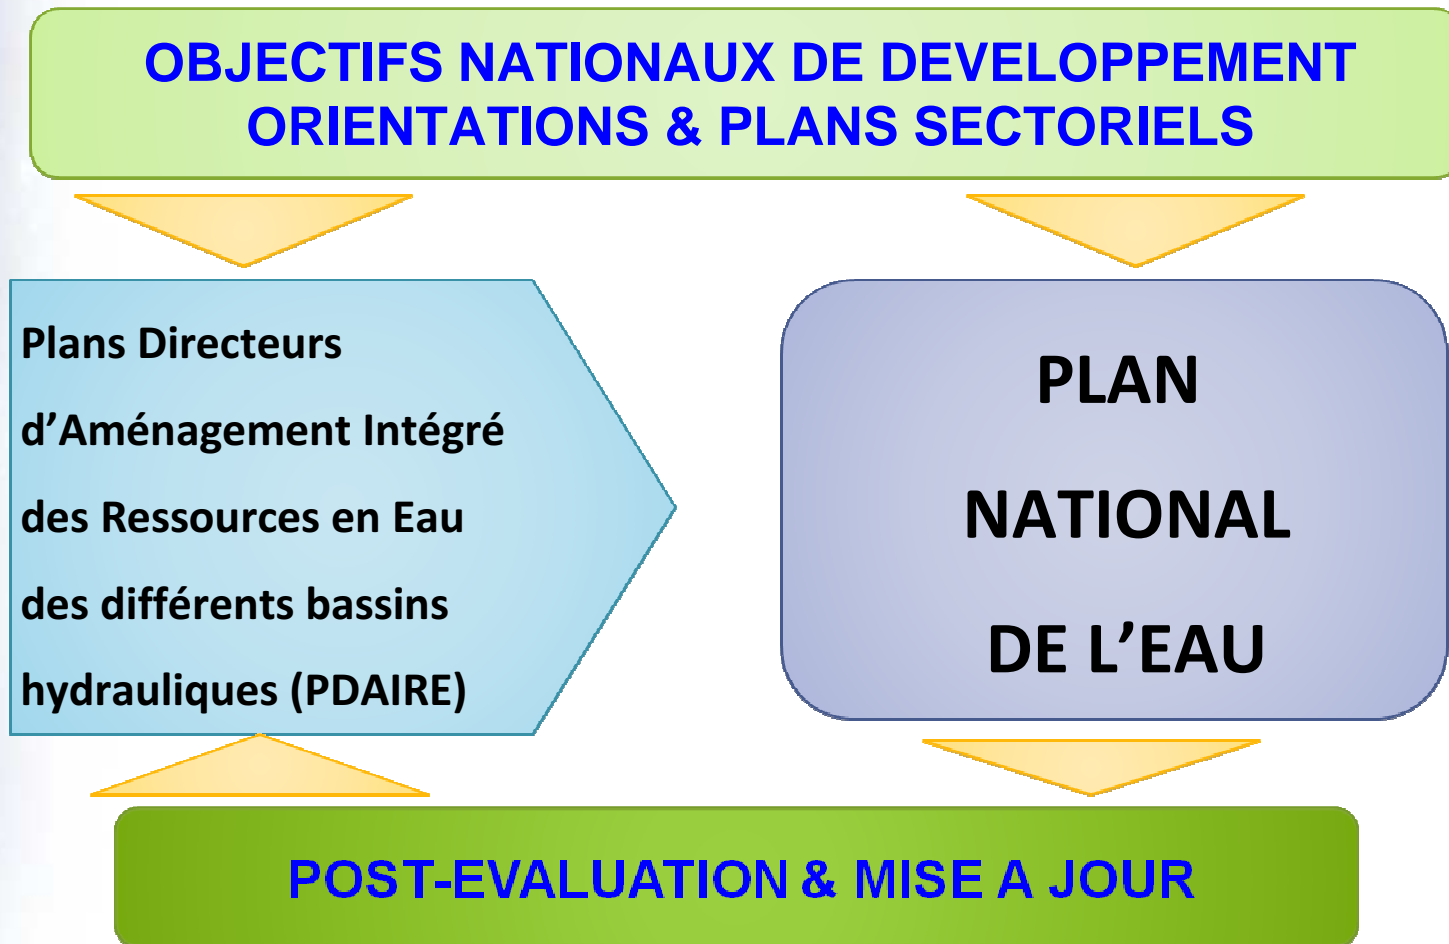 OBJECTIFS NATIONAUX DE DEVELOPPEMENT
ORIENTATIONS & PLANS SECTORIELS
Plans Directeurs
d’Aménagement Intégré
des Ressources en Eau
des différents bassins
hydrauliques (PDAIRE)
PLAN
NATIONAL
DE L’EAU
POST-EVALUATION & MISE A JOUR